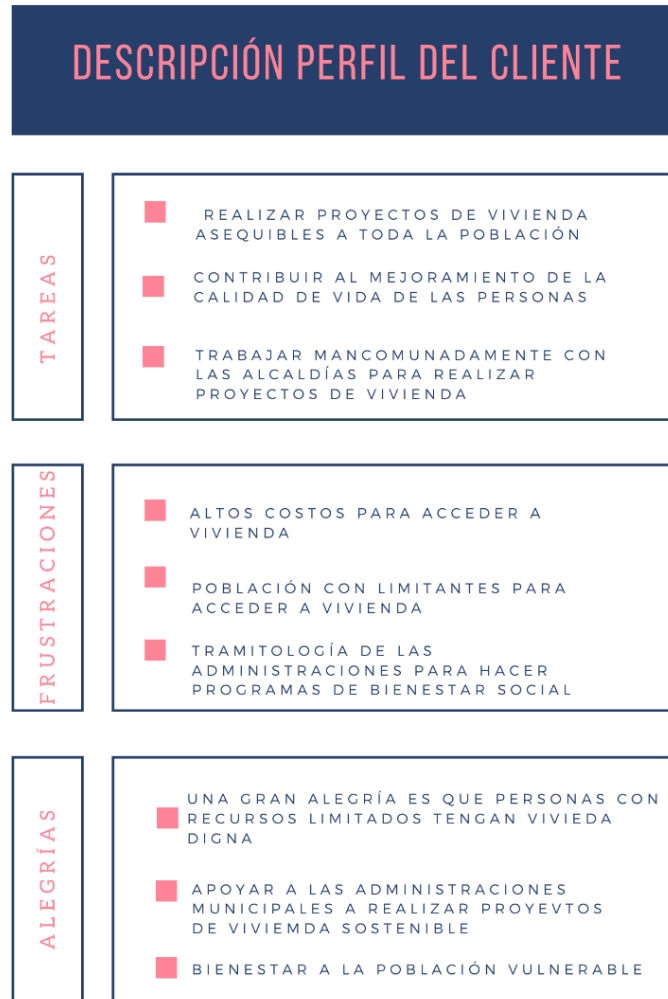 DESCRIPCIÓN PERFIL DEL CLIENTE
TAREAS
REALIZAR PROYECTOS DE VIVIENDA
ASEQUIBLES A TODA LA POBLACIÓN
CONTRIBUIR AL MEJORAMIENTO DE LA
CALIDAD DE VIDA DE LAS PERSONAS
TRABAJAR MANCOMUNADAMENTE CON
LAS ALCALDÍAS PARA REALIZAR
PROYECTOS DE VIVIENDA
FRUSTRACIONES
ALTOS COSTOS PARA ACCEDER A
VIVIENDA
POBLACIÓN CON LIMITANTES PARA
ACCEDER A VIVIENDA
TRAMITOLOGÍA DE LAS
ADMINISTRACIONES PARA HACER
PROGRAMAS DE BIENESTAR SOCIAL
ALEGRÍAS
UNA GRAN ALEGRÍA ES QUE PERSONAS CON
RECURSOS LIMITADOS TENGAN VIVIEDA
DIGNA
APOYAR A LAS ADMINISTRACIONES
MUNICIPALES A REALIZAR PROYEVTOS
DE VIVIEMDA SOSTENIBLE
BIENESTAR A LA POBLACIÓN VULNERABLE